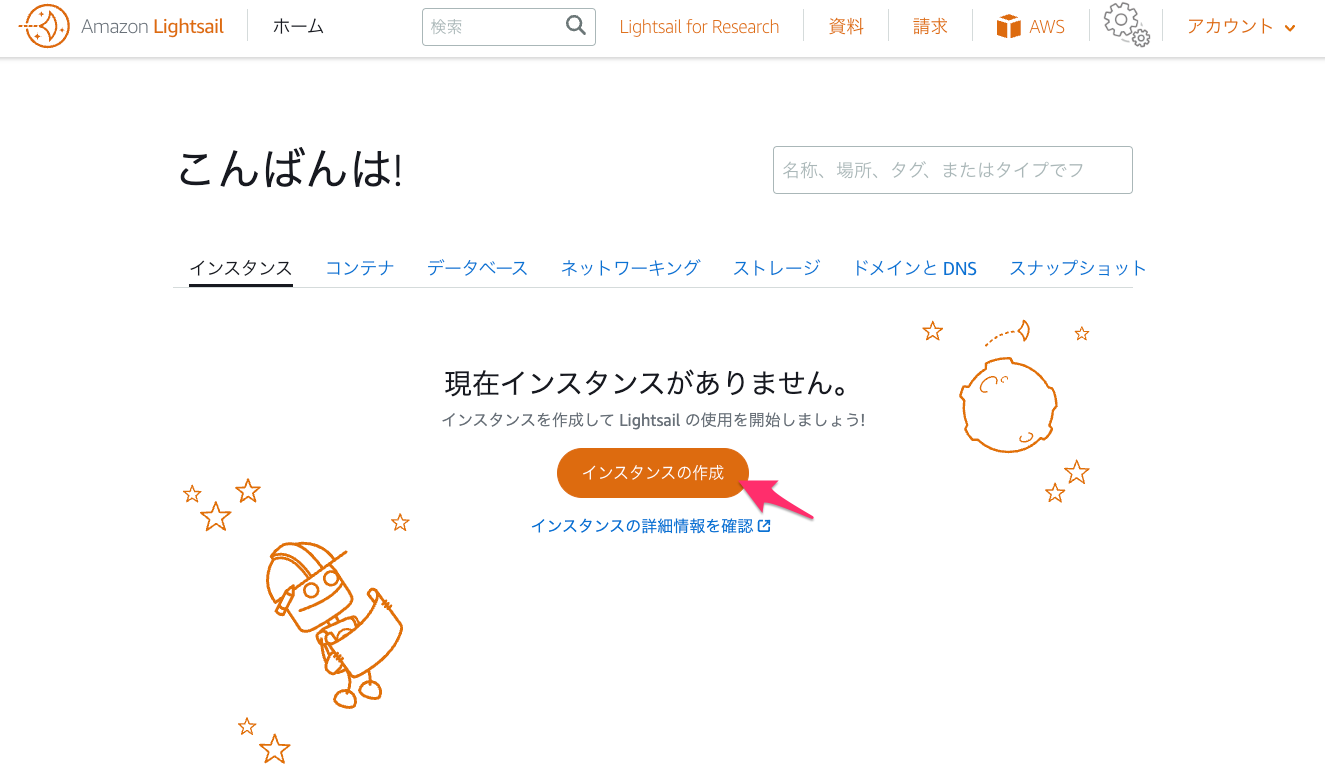 Amazon Lightsail ホーム 検索 Lightsail for Research 資料 請求 AWS アカウント
こんばんは!
名称、場所、タグ、またはタイプでフ
インスタンス コンテナ データベース ネットワーキング ストレージ ドメインと DNS スナップショット
現在インスタンスがありません。
インスタンスを作成して Lightsail の使用を開始しましょう!
インスタンスの作成
インスタンスの詳細情報を確認